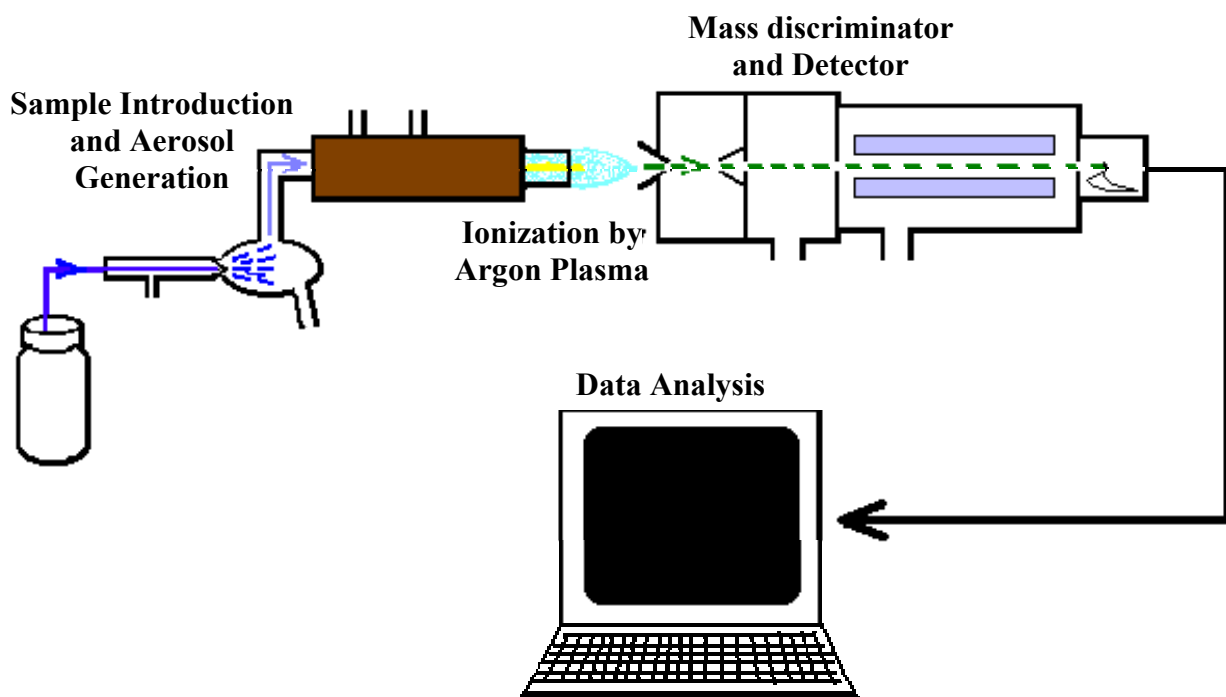 Mass discriminator
and Detector
Sample Introduction
and Aerosol
Generation
Ionization by
Argon Plasma
Data Analysis